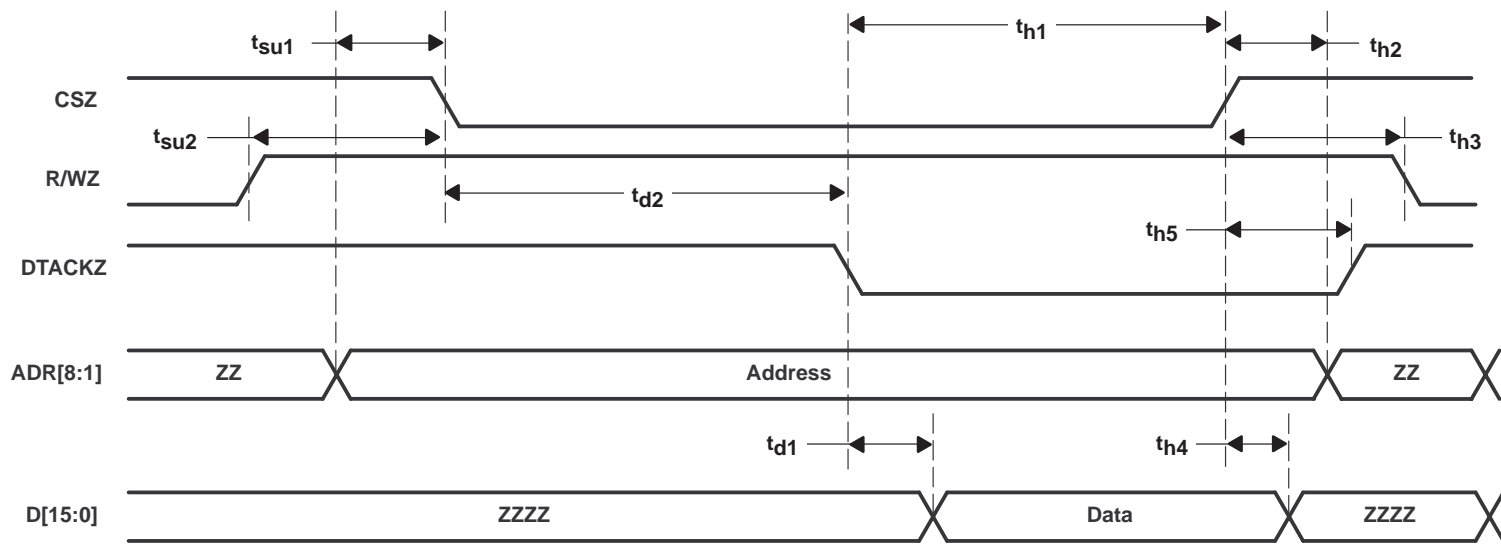 tsu1
th1
th2
CSZ
tsu2
th3
R/WZ
td2
th5
DTACKZ
ADR[8:1] ZZ Address ZZ
td1 th4
D[15:0] ZZZZ Data ZZZZ